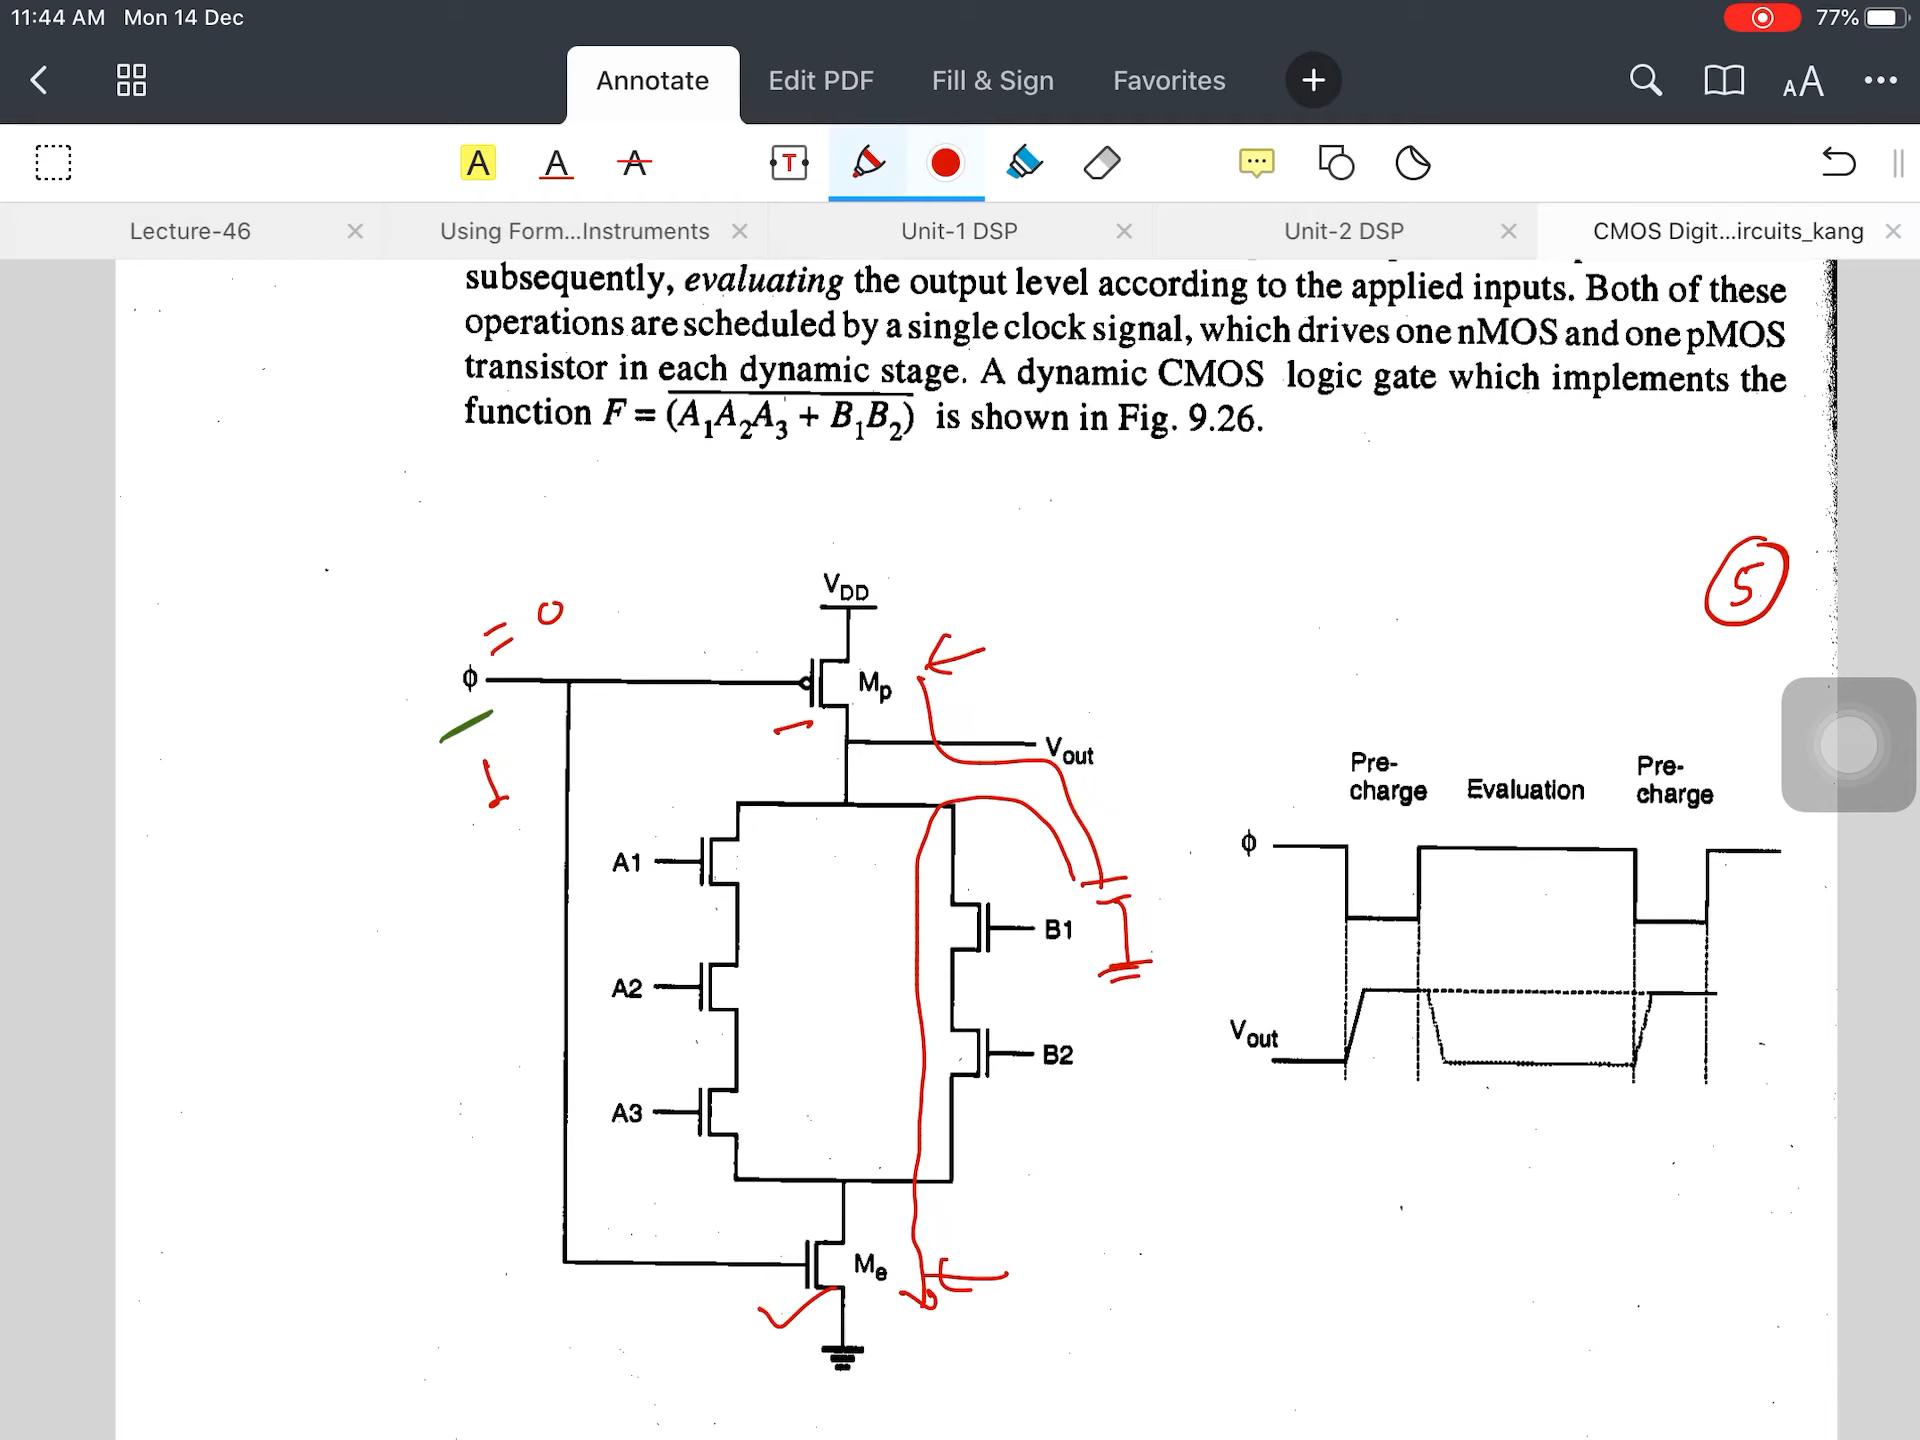 11:44 AM Mon 14 Dec
77%
Annotate
Edit PDF
Fill & Sign
Favorites
AA
A A A T
Lecture-46
Using Form...Instruments
Unit-1 DSP
Unit-2 DSP
CMOS Digit...ircuits_kang
subsequently, evaluating the output level according to the applied inputs. Both of these
operations are scheduled by a single clock signal, which drives one nMOS and one pMOS
transistor in each dynamic stage. A dynamic CMOS logic gate which implements the
function F = (A1A2A3 + B1B2) is shown in Fig. 9.26.
5
VDD
= 0
ϕ
Mp
1
Vout
A1
B1
A2
B2
A3
Me
Pre-
charge
Evaluation
Pre-
charge
ϕ
Vout